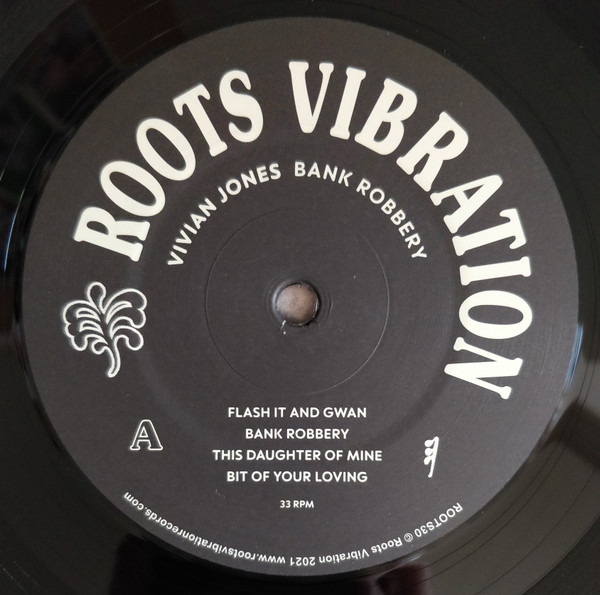 ROOTS VIBRATION
VIVIAN JONES BANK ROBBERY
A
FLASH IT AND GWAN
BANK ROBBERY
THIS DAUGHTER OF MINE
BIT OF YOUR LOVING
33 RPM
ROOTS30 © Roots Vibration 2021 www.rootsvibrationrecords.com